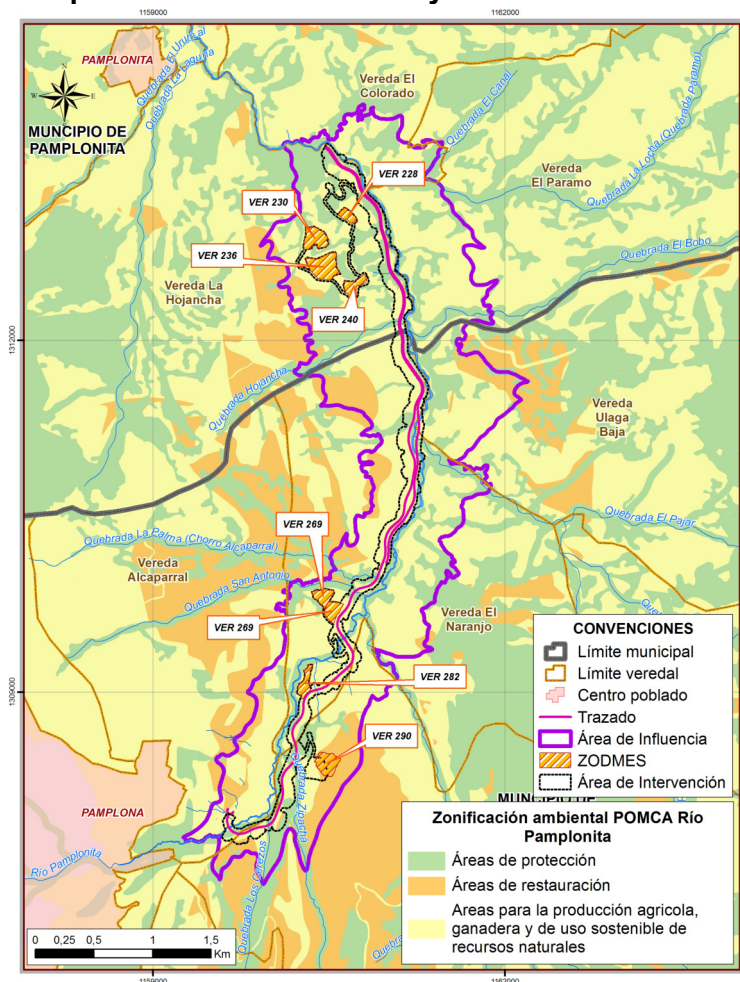 1159000
1162000
PAMPLONITA
Quebrada El Urum al
Quebrada La Laguna
Vereda El
Colorado
Quebrada El Canal
Quebrada La Locha (Quebrada Paramo)
N
W
E
S
MUNCIPIO DE
PAMPLONITA
VER 228
Vereda
El Paramo
VER 230
Quebrada El Bobo
VER 236
Vereda La
Hojancha
VER 240
1312000
1312000
Quebrada Hojancha
Vereda
Ulaga
Baja
VER 269
Quebrada El Pajar
Quebrada La Palma (Chorro Alcaparral)
Vereda
Alcaparral
Quebrada San Antonio
Vereda El
Naranjo
VER 269
VER 282
1309000
1309000
VER 290
Quebrada Zipacha
PAMPLONA
Río Pamplonita
Quebrada Los Cerezos
CONVENCIONES
Límite municipal
Límite veredal
Centro poblado
Trazado
Área de Influencia
ZODMES
Área de Intervención
Zonificación ambiental POMCA Río
Pamplonita
Áreas de protección
Áreas de restauración
Areas para la producción agricola,
ganadera y de uso sostenible de
recursos naturales
0 0,25 0,5 1 1,5
Km
1159000
1162000